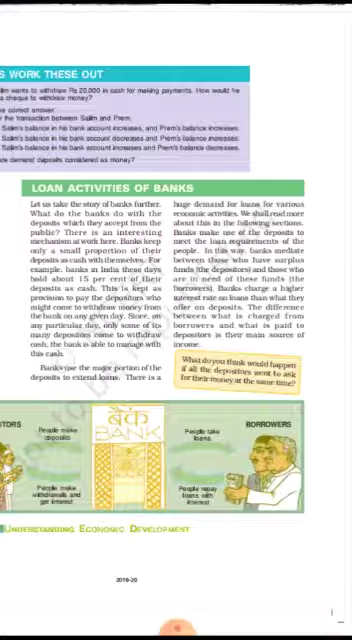 S WORK THESE OUT
lim wants to withdraw Rs 20,000 in cash for making payments. How would he
a cheque to withdraw money?
e correct answer.
r the transaction between Salim and Prem,
Salim's balance in his bank account increases, and Prem's balance increases.
Salim's balance in his bank account decreases and Prem's balance increases.
Salim's balance in his bank account increases and Prem's balance decreases.
are demand deposits considered as money?
LOAN ACTIVITIES OF BANKS
Let us take the story of banks further.
What do the banks do with the
deposits which they accept from the
public? There is an interesting
mechanism at work here. Banks keep
only a small proportion of their
deposits as cash with themselves. For
example, banks in India these days
hold about 15 per cent of their
deposits as cash. This is kept as
provision to pay the depositors who
might come to withdraw money from
the bank on any given day. Since, on
any particular day, only some of its
many depositors come to withdraw
cash, the bank is able to manage with
this cash.
Banks use the major portion of the
deposits to extend loans. There is a
huge demand for loans for various
economic activities. We shall read more
about this in the following sections.
Banks make use of the deposits to
meet the loan requirements of the
people. In this way, banks mediate
between those who have surplus
funds (the depositors) and those who
are in need of these funds (the
borrowers). Banks charge a higher
interest rate on loans than what they
offer on deposits. The difference
between what is charged from
borrowers and what is paid to
depositors is their main source of
income.
What do you think would happen
if all the depositors went to ask
for their money at the same time?
ITORS
People make
deposits
बैंक
BANK
People take
loans
BORROWERS
People make
withdrawals and
get interest
People repay
loans with
interest
UNDERSTANDING ECONOMIC DEVELOPMENT
2019-20